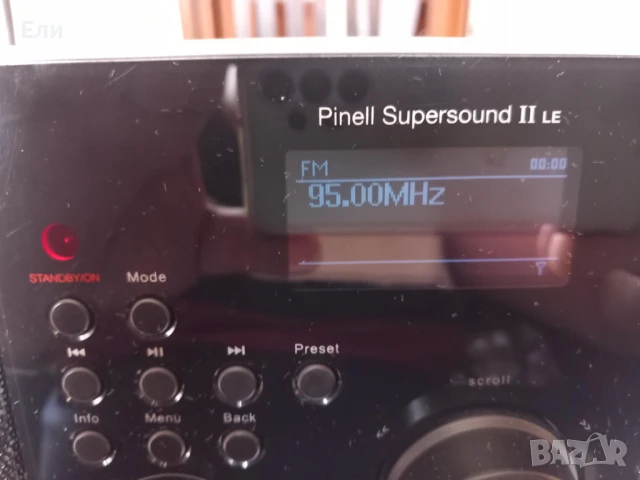 Ели
Pinell Supersound II LE
FM 00:00
95.00MHz
STANDBY/ON Mode
Preset
scroll
Info Menu Back
BAZAR